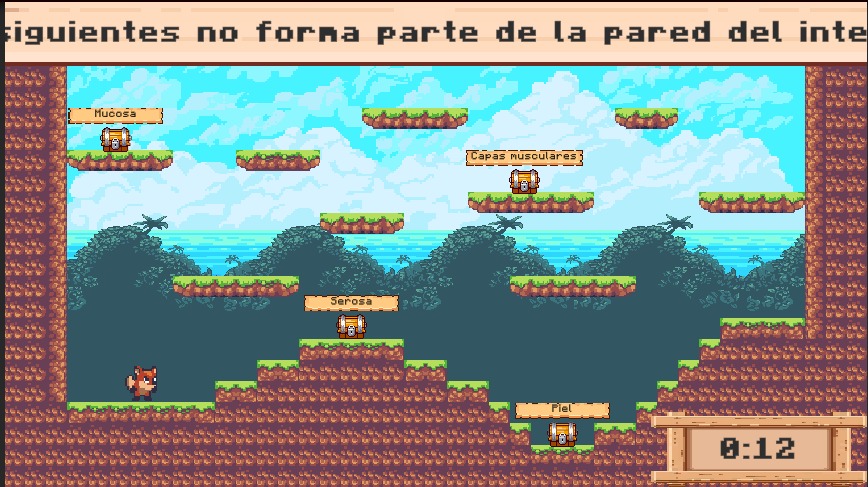 siguientes no forma parte de la pared del inte
Mucosa
Capas musculares
Serosa
Piel
0:12